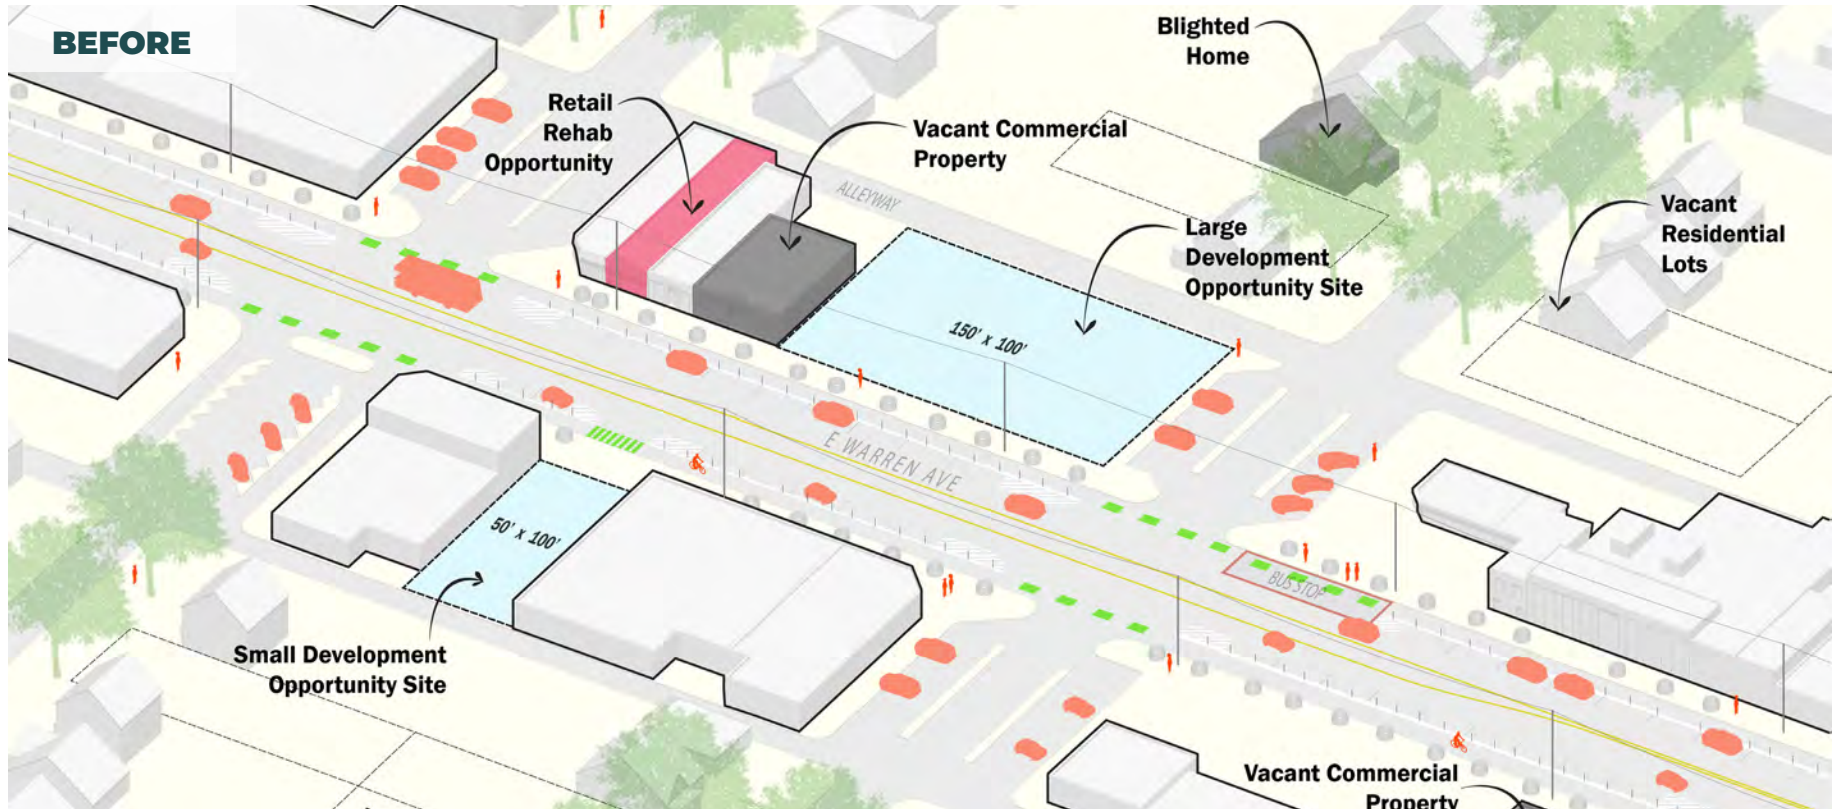 BEFORE
Blighted
Home
Retail
Rehab
Opportunity
Vacant Commercial
Property
ALLEYWAY
Vacant
Residential
Lots
Large
Development
Opportunity Site
150' x 100'
E WARREN AVE
50' x 100'
BUS STOP
Small Development
Opportunity Site
Vacant Commercial
Property